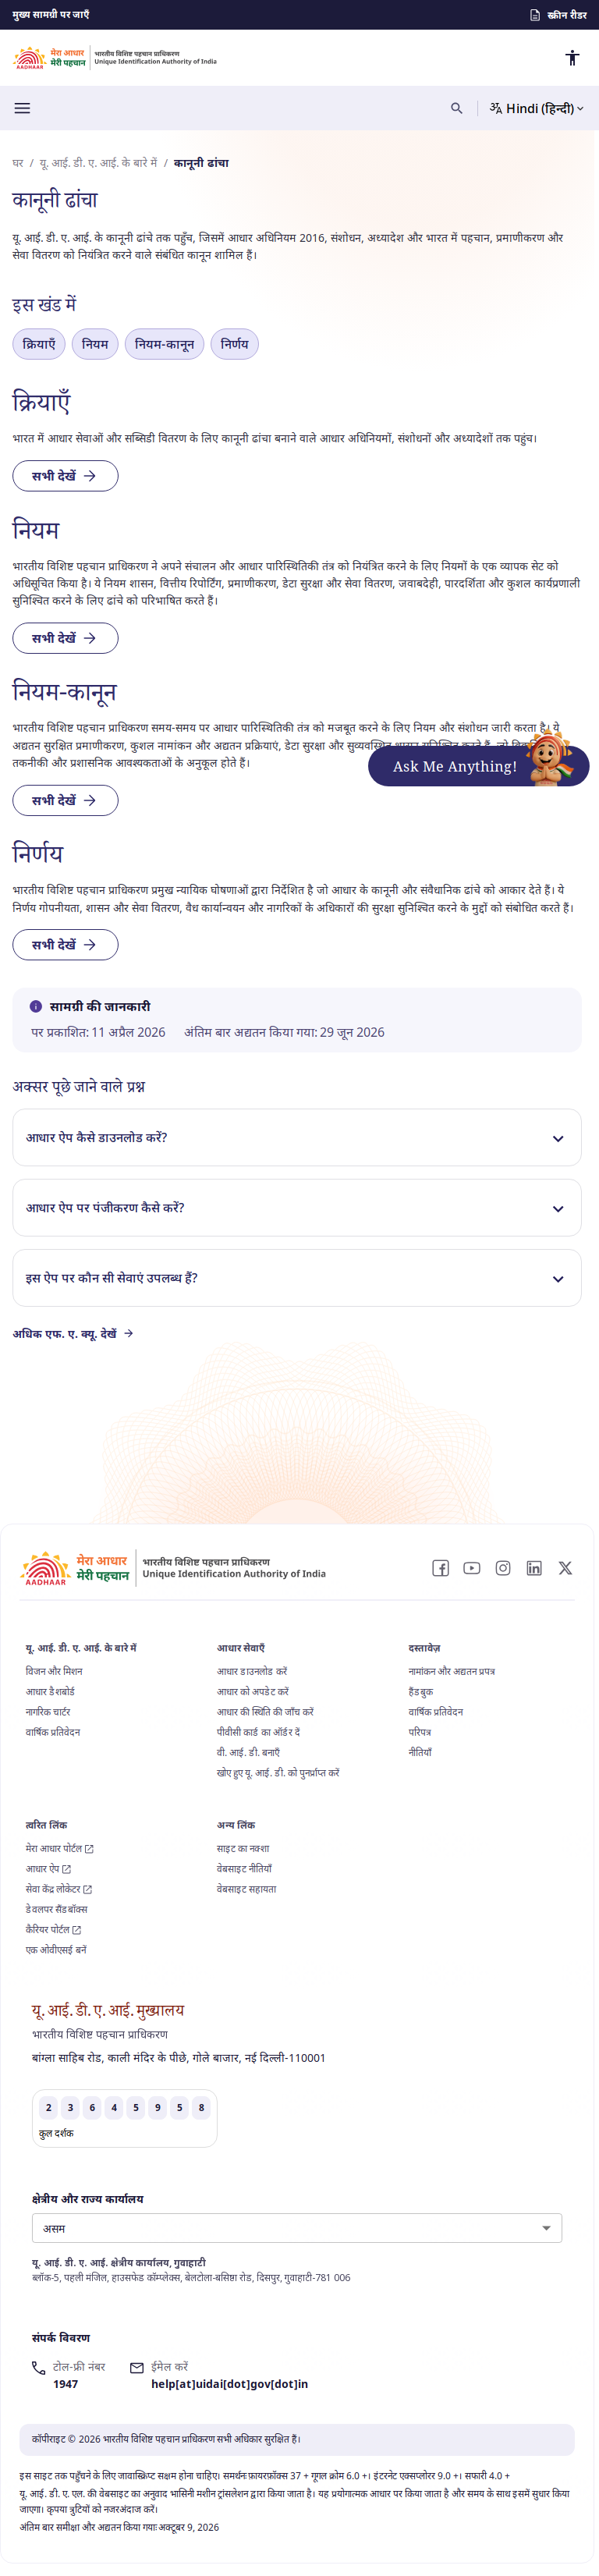 मुख्य सामग्री पर जाएँ
स्क्रीन रीडर
मेरा आधार
मेरी पहचान
AADHAAR
भारतीय विशिष्ट पहचान प्राधिकरण
Unique Identification Authority of India
Hindi (हिन्दी)
घर / यू. आई. डी. ए. आई. के बारे में / कानूनी ढांचा
कानूनी ढांचा
यू. आई. डी. ए. आई. के कानूनी ढांचे तक पहुँच, जिसमें आधार अधिनियम 2016, संशोधन, अध्यादेश और भारत में पहचान, प्रमाणीकरण और
सेवा वितरण को नियंत्रित करने वाले संबंधित कानून शामिल हैं।
इस खंड में
क्रियाएँ
नियम
नियम-कानून
निर्णय
क्रियाएँ
भारत में आधार सेवाओं और सब्सिडी वितरण के लिए कानूनी ढांचा बनाने वाले आधार अधिनियमों, संशोधनों और अध्यादेशों तक पहुंच।
सभी देखें
नियम
भारतीय विशिष्ट पहचान प्राधिकरण ने अपने संचालन और आधार पारिस्थितिकी तंत्र को नियंत्रित करने के लिए नियमों के एक व्यापक सेट को
अधिसूचित किया है। ये नियम शासन, वित्तीय रिपोर्टिंग, प्रमाणीकरण, डेटा सुरक्षा और सेवा वितरण, जवाबदेही, पारदर्शिता और कुशल कार्यप्रणाली
सुनिश्चित करने के लिए ढांचे को परिभाषित करते हैं।
सभी देखें
नियम-कानून
भारतीय विशिष्ट पहचान प्राधिकरण समय-समय पर आधार पारिस्थितिकी तंत्र को मजबूत करने के लिए नियम और संशोधन जारी करता है। ये
अद्यतन सुरक्षित प्रमाणीकरण, कुशल नामांकन और अद्यतन प्रक्रियाएं, डेटा सुरक्षा और सुव्यवस्थित
तकनीकी और प्रशासनिक आवश्यकताओं के अनुकूल होते हैं।
Ask Me Anything!
सभी देखें
निर्णय
भारतीय विशिष्ट पहचान प्राधिकरण प्रमुख न्यायिक घोषणाओं द्वारा निर्देशित है जो आधार के कानूनी और संवैधानिक ढांचे को आकार देते हैं। ये
निर्णय गोपनीयता, शासन और सेवा वितरण, वैध कार्यान्वयन और नागरिकों के अधिकारों की सुरक्षा सुनिश्चित करने के मुद्दों को संबोधित करते हैं।
सभी देखें
सामग्री की जानकारी
पर प्रकाशित: 11 अप्रैल 2026 अंतिम बार अद्यतन किया गया: 29 जून 2026
अक्सर पूछे जाने वाले प्रश्न
आधार ऐप कैसे डाउनलोड करें?
आधार ऐप पर पंजीकरण कैसे करें?
इस ऐप पर कौन सी सेवाएं उपलब्ध हैं?
अधिक एफ. ए. क्यू. देखें
मेरा आधार
मेरी पहचान
AADHAAR
भारतीय विशिष्ट पहचान प्राधिकरण
Unique Identification Authority of India
यू. आई. डी. ए. आई. के बारे में
विजन और मिशन
आधार डैशबोर्ड
नागरिक चार्टर
वार्षिक प्रतिवेदन
आधार सेवाएँ
आधार डाउनलोड करें
आधार को अपडेट करें
आधार की स्थिति की जाँच करें
पीवीसी कार्ड का ऑर्डर दें
वी. आई. डी. बनाएँ
खोए हुए यू. आई. डी. को पुनर्प्राप्त करें
दस्तावेज़
नामांकन और अद्यतन प्रपत्र
हैंडबुक
वार्षिक प्रतिवेदन
परिपत्र
नीतियाँ
त्वरित लिंक
मेरा आधार पोर्टल
आधार ऐप
सेवा केंद्र लोकेटर
डेवलपर सैंडबॉक्स
कैरियर पोर्टल
एक ओवीएसई बनें
अन्य लिंक
साइट का नक्शा
वेबसाइट नीतियाँ
वेबसाइट सहायता
यू. आई. डी. ए. आई. मुख्यालय
भारतीय विशिष्ट पहचान प्राधिकरण
बांग्ला साहिब रोड, काली मंदिर के पीछे, गोले बाजार, नई दिल्ली-110001
2 3 6 4 5 9 5 8
कुल दर्शक
क्षेत्रीय और राज्य कार्यालय
असम
यू. आई. डी. ए. आई. क्षेत्रीय कार्यालय, गुवाहाटी
ब्लॉक-5, पहली मंजिल, हाउसफेड कॉम्प्लेक्स, बेलटोला-बसिष्ठा रोड, दिसपुर, गुवाहाटी-781 006
संपर्क विवरण
टोल-फ्री नंबर
1947
ईमेल करें
help[at]uidai[dot]gov[dot]in
कॉपीराइट © 2026 भारतीय विशिष्ट पहचान प्राधिकरण सभी अधिकार सुरक्षित हैं।
इस साइट तक पहुँचने के लिए जावास्क्रिप्ट सक्षम होना चाहिए। समर्थनः फ़ायरफ़ॉक्स 37 + गूगल क्रोम 6.0 +। इंटरनेट एक्सप्लोरर 9.0 +। सफारी 4.0 +
यू. आई. डी. ए. एल. की वेबसाइट का अनुवाद भासिनी मशीन ट्रांसलेशन द्वारा किया जाता है। यह प्रयोगात्मक आधार पर किया जाता है और समय के साथ इसमें सुधार किया
जाएगा। कृपया त्रुटियों को नजरअंदाज करें।
अंतिम बार समीक्षा और अद्यतन किया गयाः अक्टूबर 9, 2026